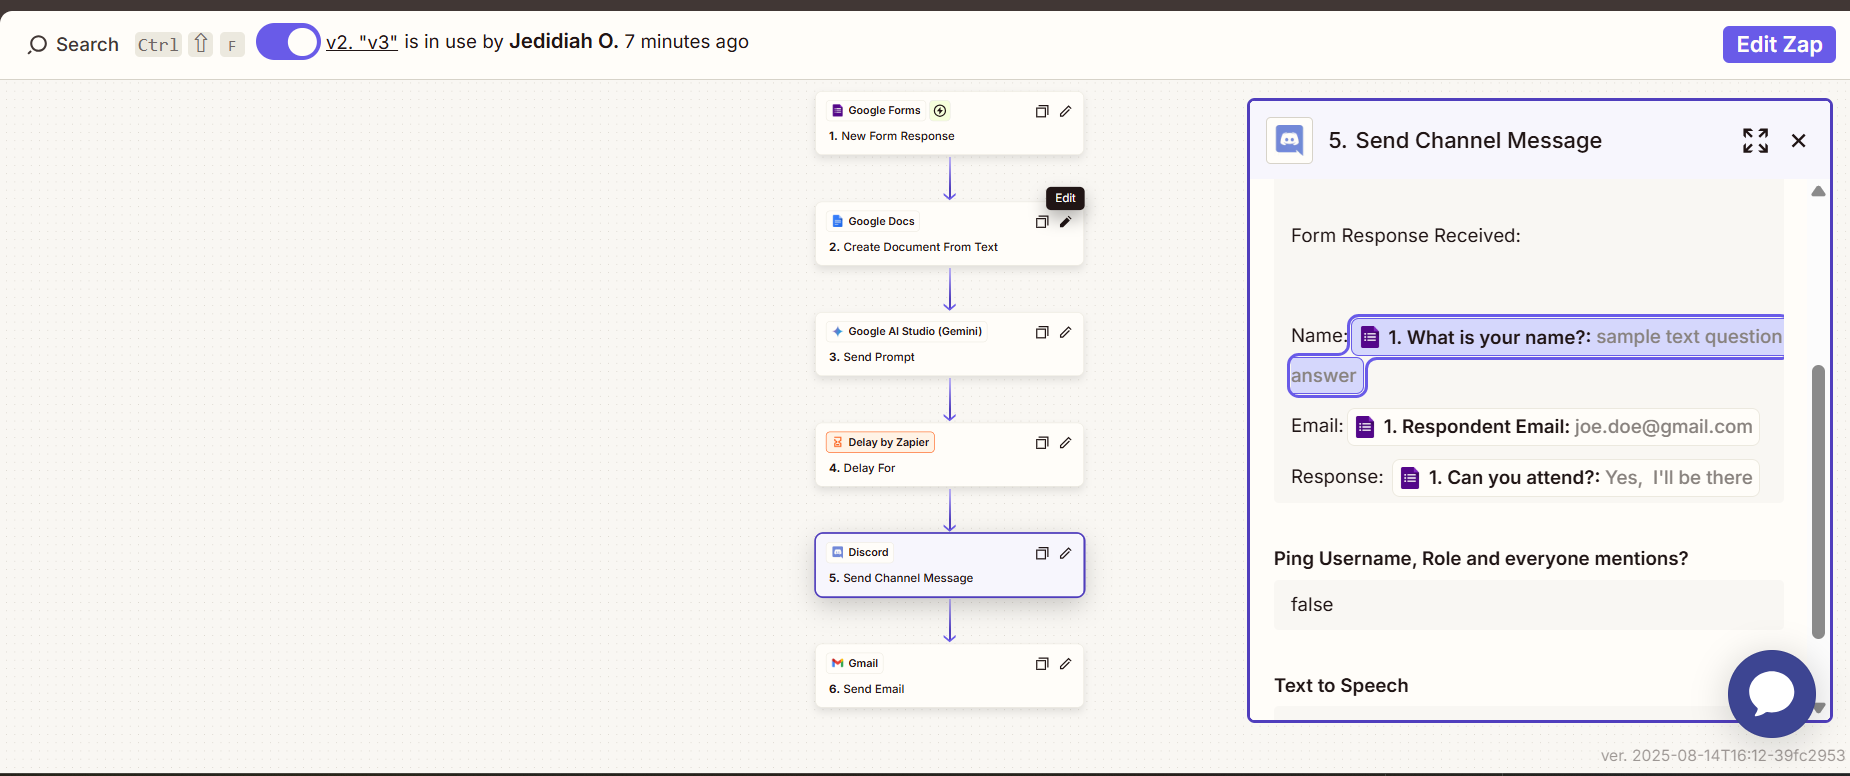 Search Ctrl ⇧ F v2. "v3" is in use by Jedidiah O. 7 minutes ago Edit Zap
Google Forms
1. New Form Response
Edit
Google Docs
2. Create Document From Text
Google AI Studio (Gemini)
3. Send Prompt
Delay by Zapier
4. Delay For
Discord
5. Send Channel Message
Gmail
6. Send Email
5. Send Channel Message
Form Response Received:
Name: 1. What is your name?: sample text question
answer
Email: 1. Respondent Email: joe.doe@gmail.com
Response: 1. Can you attend?: Yes, I'll be there
Ping Username, Role and everyone mentions?
false
Text to Speech
ver. 2025-08-14T16:12-39fc2953